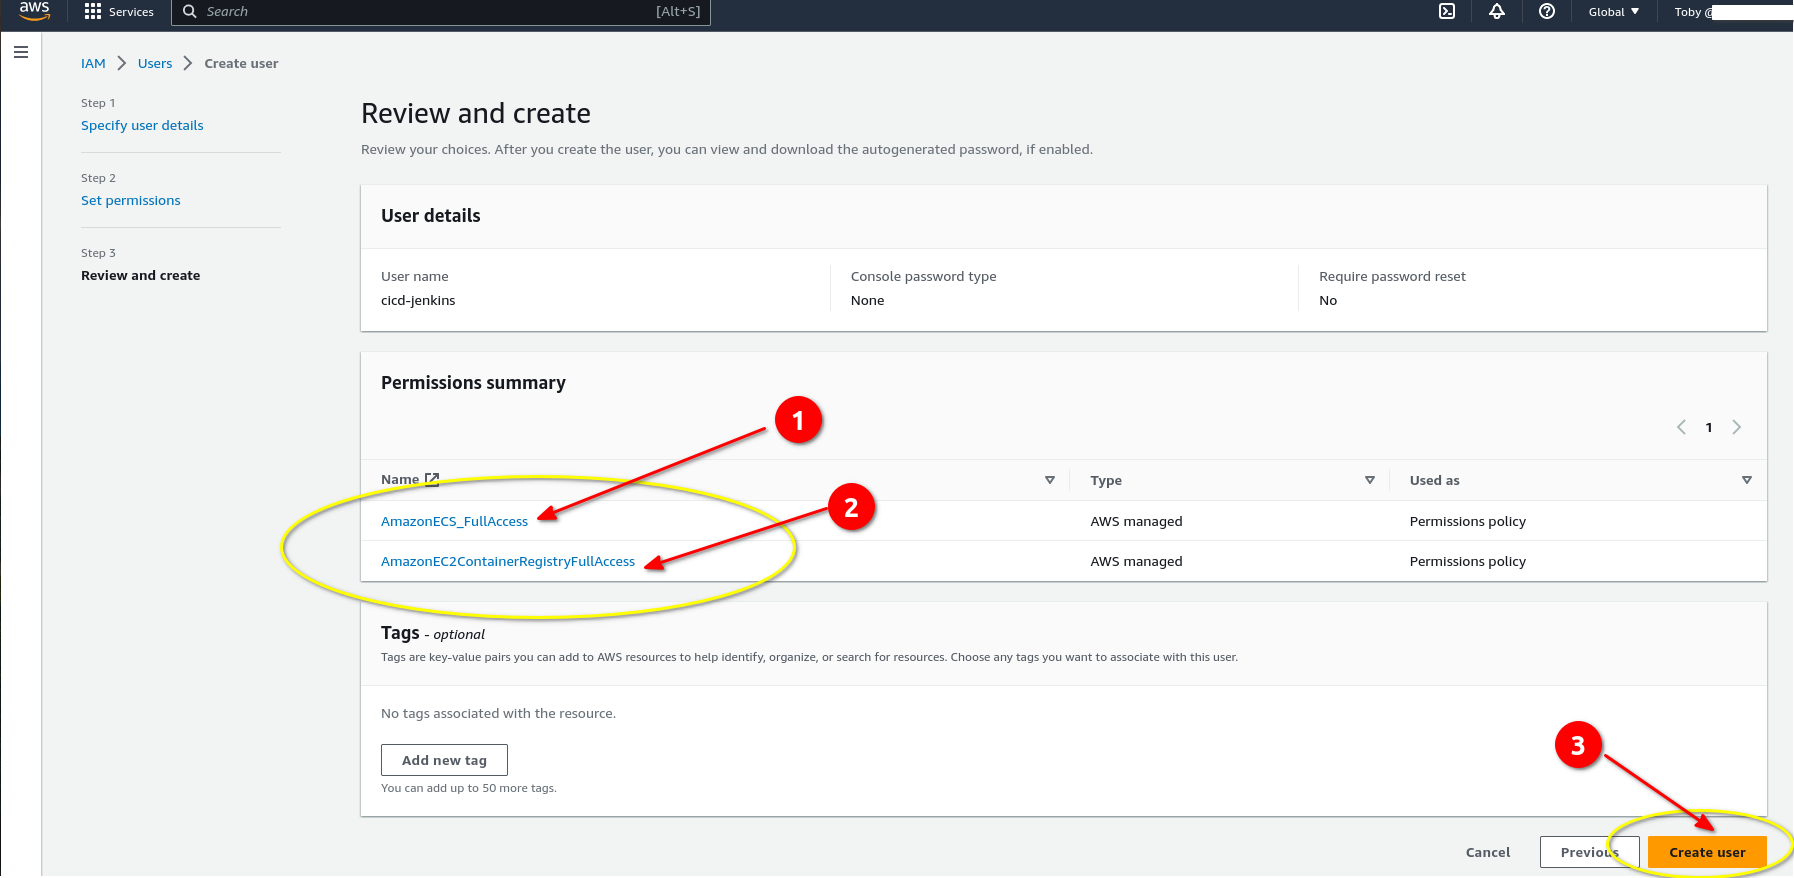 aws Services Search [Alt+S] Global Toby @
IAM Users Create user
Step 1
Specify user details
Step 2
Set permissions
Step 3
Review and create
Review and create
Review your choices. After you create the user, you can view and download the autogenerated password, if enabled.
User details
User name Console password type Require password reset
cicd-jenkins None No
Permissions summary
1
1
Name Type Used as
2
AmazonECS_FullAccess AWS managed Permissions policy
AmazonEC2ContainerRegistryFullAccess AWS managed Permissions policy
Tags - optional
Tags are key-value pairs you can add to AWS resources to help identify, organize, or search for resources. Choose any tags you want to associate with this user.
No tags associated with the resource.
Add new tag
You can add up to 50 more tags.
3
Cancel Previous Create user